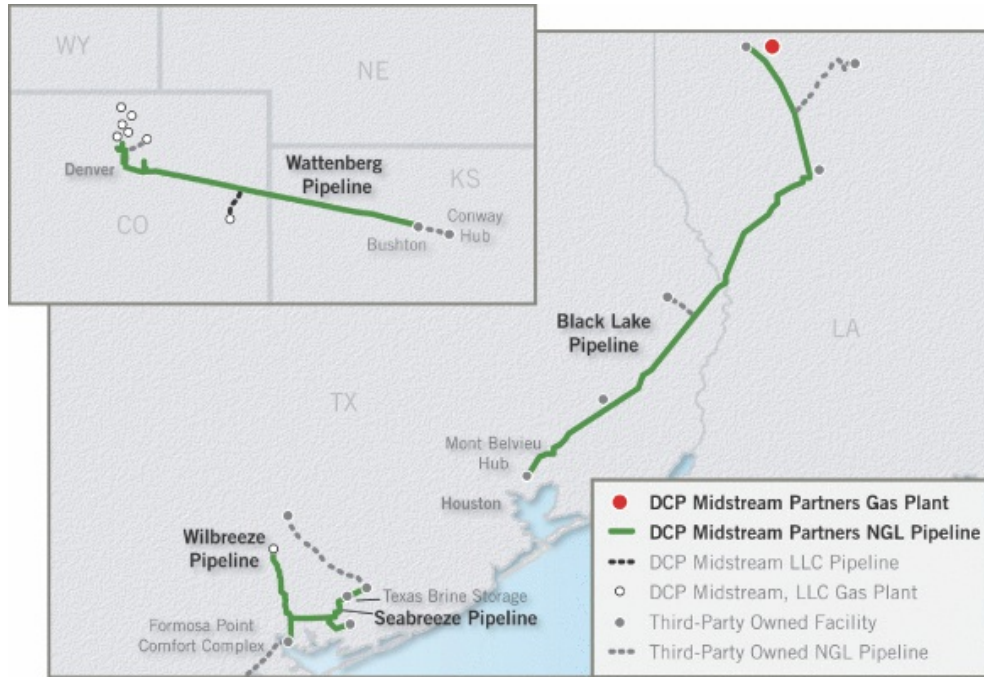 WY
NE
Denver
Wattenberg
Pipeline
KS
CO
Conway
Hub
Bushton
Black Lake
Pipeline
LA
TX
Mont Belvieu
Hub
Houston
Wilbreeze
Pipeline
Texas Brine Storage
Seabreeze Pipeline
Formosa Point
Comfort Complex
DCP Midstream Partners Gas Plant
DCP Midstream Partners NGL Pipeline
DCP Midstream LLC Pipeline
DCP Midstream, LLC Gas Plant
Third-Party Owned Facility
Third-Party Owned NGL Pipeline